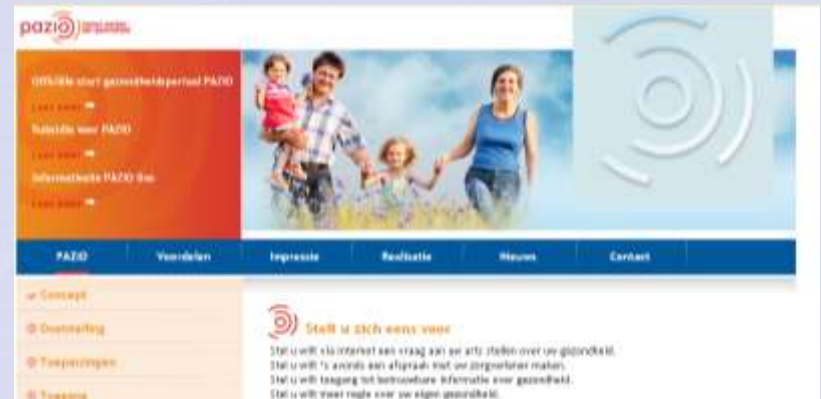 pazio
Officiële start gezondheidsportaal PAZIO
Lees meer
Subsidie voor PAZIO
Lees meer
Informatiesite PAZIO live
Lees meer
PAZIO Voordelen Impressie Realisatie Nieuws Contact
Concept
Doelstelling
Toepassingen
Toegang
Stelt u zich eens voor
Stel u wilt via internet een vraag aan uw arts stellen over uw gezondheid.
Stel u wilt 's avonds een afspraak met uw zorgverlener maken.
Stel u wilt toegang tot betrouwbare informatie over gezondheid.
Stel u wilt meer regie over uw eigen gezondheid.